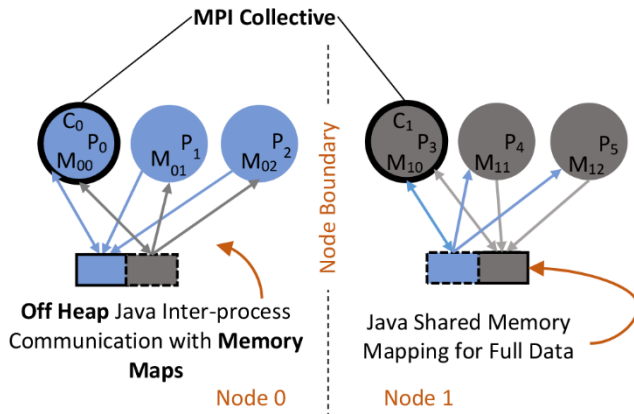 MPI Collective
C0
P0
M00
P1
M01
P2
M02
Node Boundary
C1
P3
M10
P4
M11
P5
M12
Off Heap Java Inter-process
Communication with Memory
Maps
Java Shared Memory
Mapping for Full Data
Node 0
Node 1